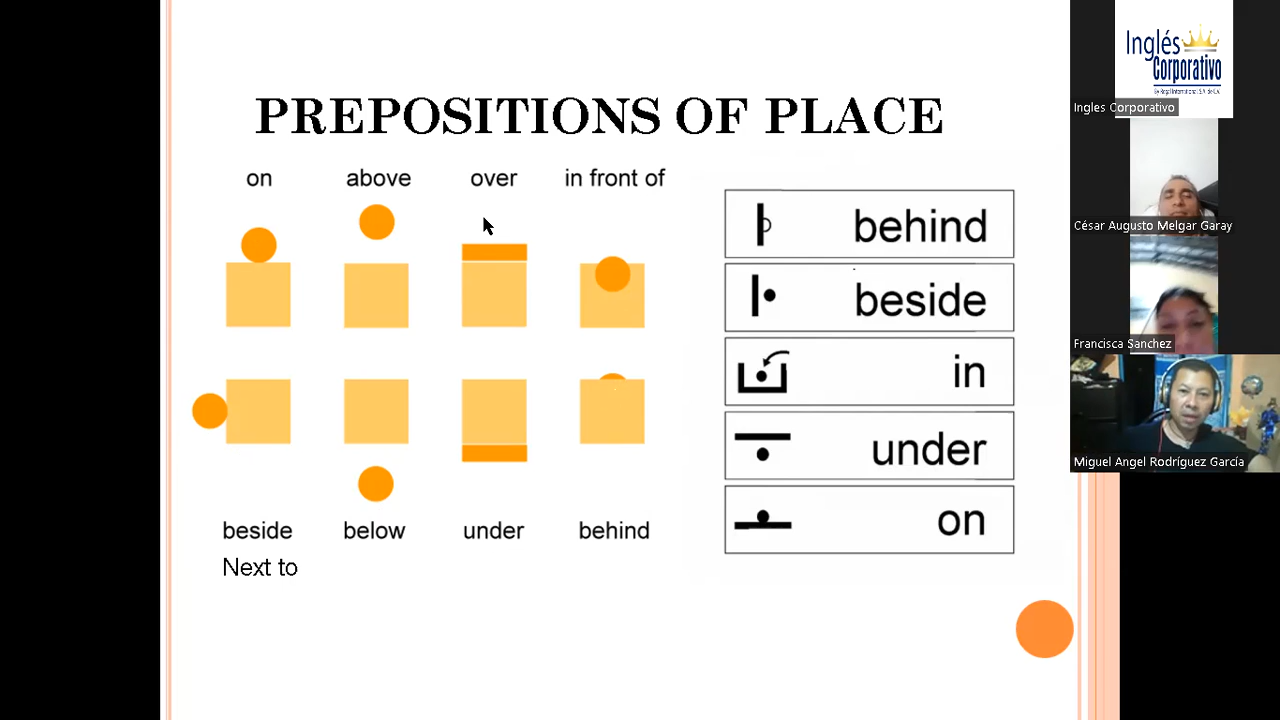 PREPOSITIONS OF PLACE
on above over in front of
beside below under behind
Next to
behind
beside
in
under
on
Inglés
Corporativo
Ingles Corporativo
César Augusto Melgar Garay
Francisca Sanchez
Miguel Angel Rodríguez García